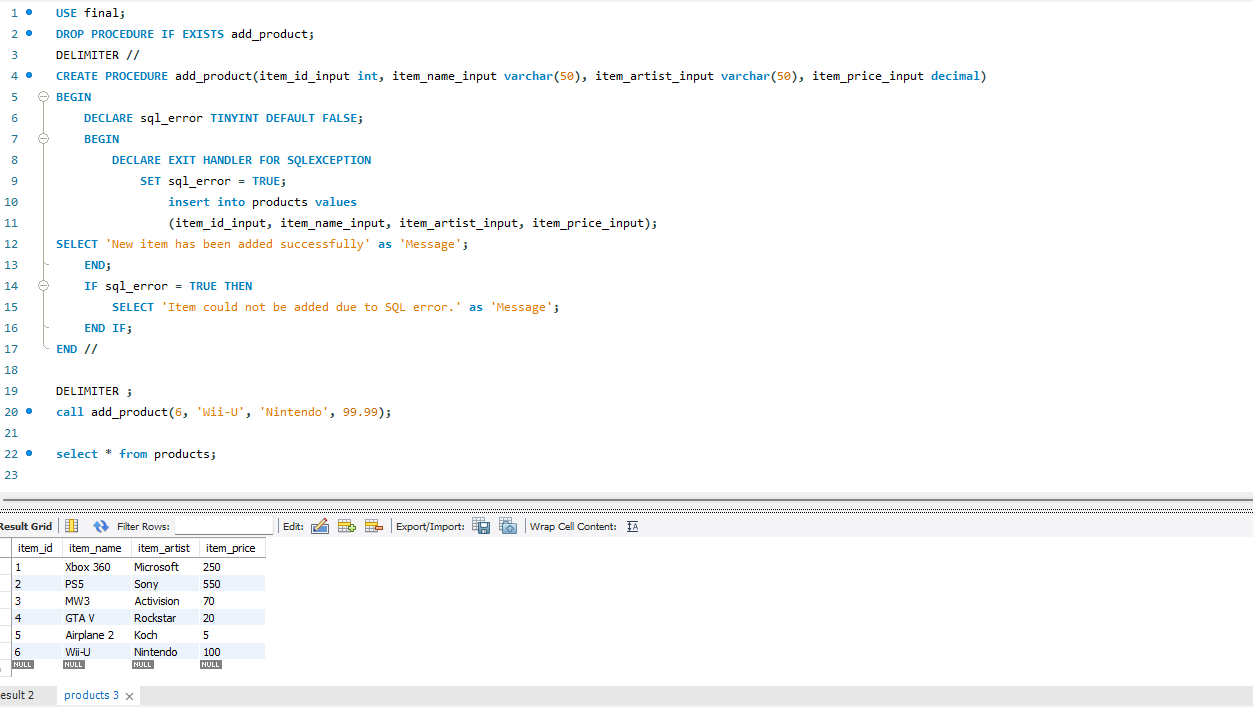 1 USE final;
2 DROP PROCEDURE IF EXISTS add_product;
3 DELIMITER //
4 CREATE PROCEDURE add_product(item_id_input int, item_name_input varchar(50), item_artist_input varchar(50), item_price_input decimal)
5 BEGIN
6 DECLARE sql_error TINYINT DEFAULT FALSE;
7 BEGIN
8 DECLARE EXIT HANDLER FOR SQLEXCEPTION
9 SET sql_error = TRUE;
10 insert into products values
11 (item_id_input, item_name_input, item_artist_input, item_price_input);
12 SELECT 'New item has been added successfully' as 'Message';
13 END;
14 IF sql_error = TRUE THEN
15 SELECT 'Item could not be added due to SQL error.' as 'Message';
16 END IF;
17 END //
18
19 DELIMITER ;
20 call add_product(6, 'Wii-U', 'Nintendo', 99.99);
21
22 select * from products;
23
Result Grid Filter Rows: Edit: Export/Import: Wrap Cell Content: IA
item_id item_name item_artist item_price
1 Xbox 360 Microsoft 250
2 PS5 Sony 550
3 MW3 Activision 70
4 GTA V Rockstar 20
5 Airplane 2 Koch 5
6 Wii-U Nintendo 100
NULL NULL NULL NULL
esult 2 products 3